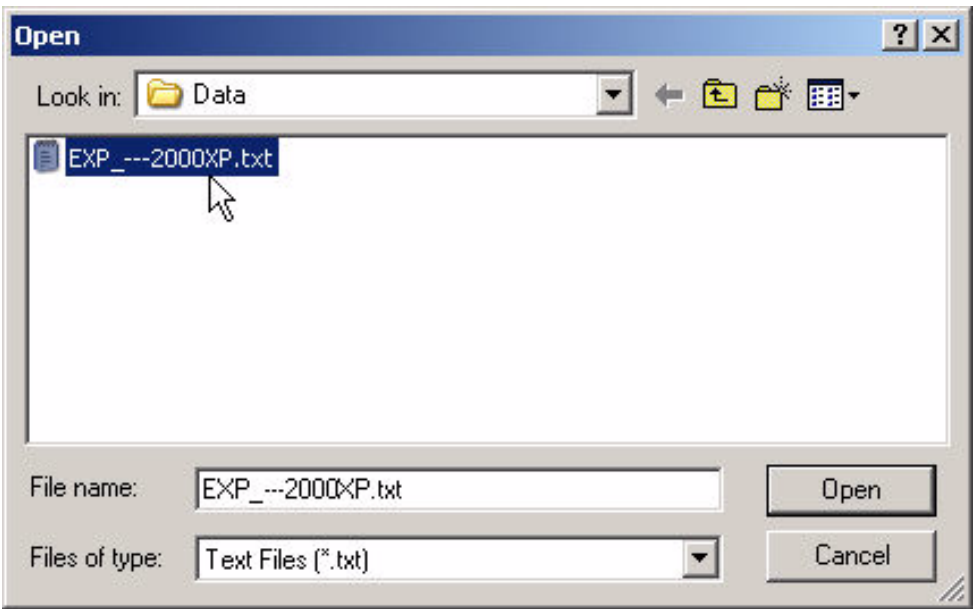 Open
Look in: Data
EXP_---2000XP.txt
File name: EXP_---2000XP.txt Open
Files of type: Text Files (*.txt) Cancel